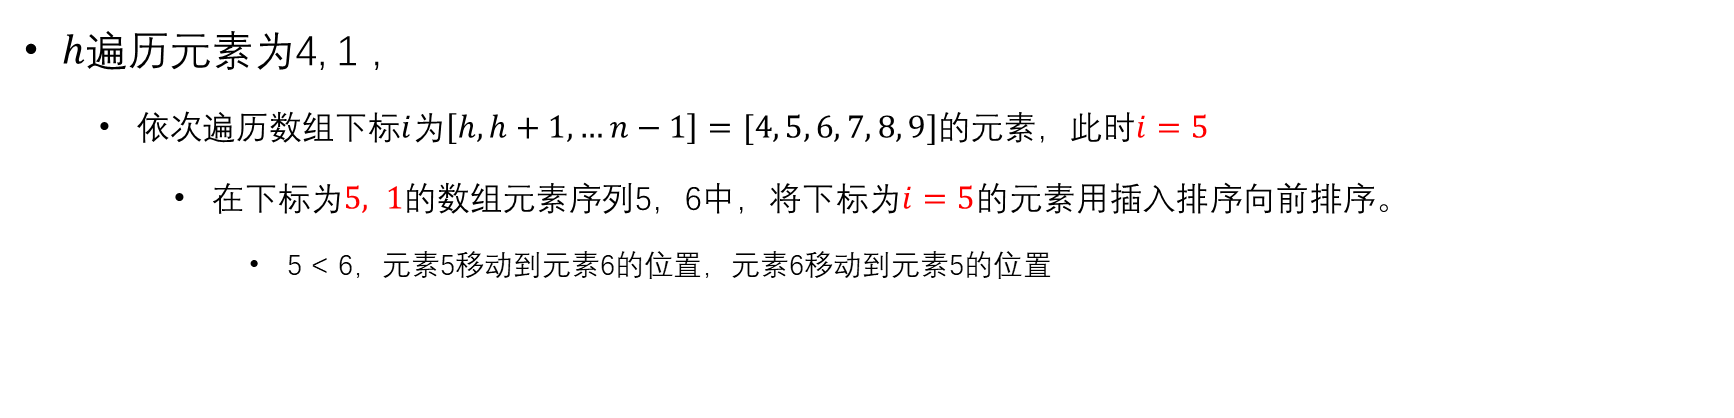 • h遍历元素为4, 1 ,
• 依次遍历数组下标i为[h, h + 1, … n − 1] = [4, 5, 6, 7, 8, 9]的元素，此时i = 5
• 在下标为5，1的数组元素序列5，6中，将下标为i = 5的元素用插入排序向前排序。
• 5 < 6，元素5移动到元素6的位置，元素6移动到元素5的位置